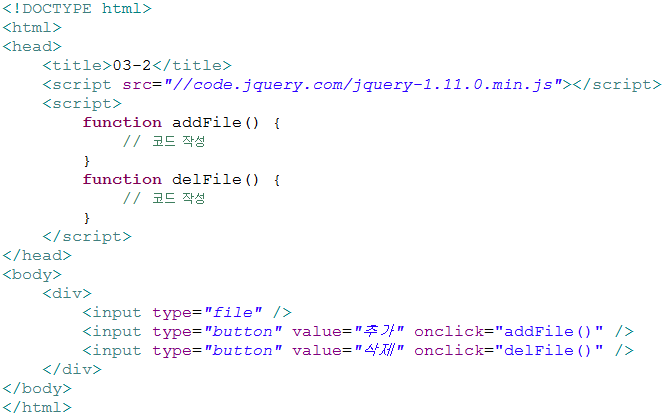 <!DOCTYPE html>
<html>
<head>
    <title>03-2</title>
    <script src="//code.jquery.com/jquery-1.11.0.min.js"></script>
    <script>
        function addFile() {
            // 코드 작성
        }
        function delFile() {
            // 코드 작성
        }
    </script>
</head>
<body>
    <div>
        <input type="file" />
        <input type="button" value="추가" onclick="addFile()" />
        <input type="button" value="삭제" onclick="delFile()" />
    </div>
</body>
</html>